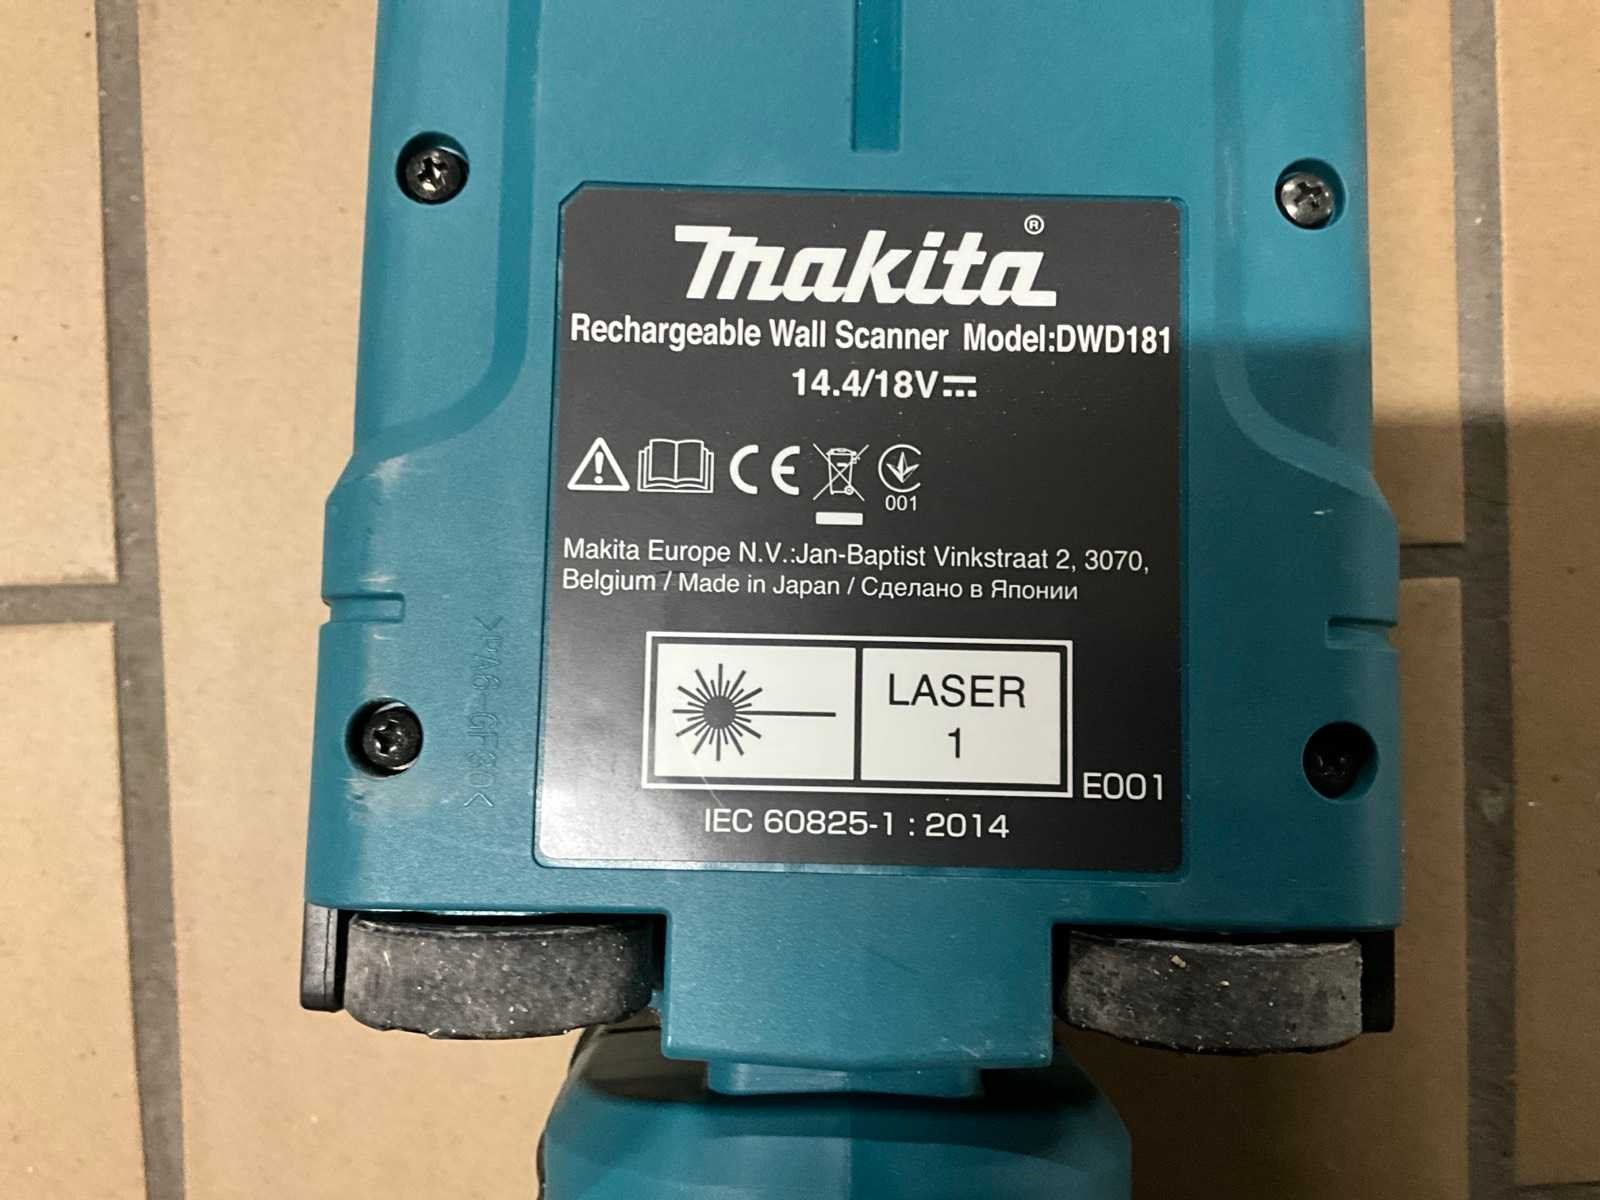 makita®
Rechargeable Wall Scanner Model:DWD181
14.4/18V
CE
001
Makita Europe N.V.:Jan-Baptist Vinkstraat 2, 3070,
Belgium / Made in Japan / Сделано в Японии
LASER
1
E001
IEC 60825-1 : 2014
>PA6-GF30<